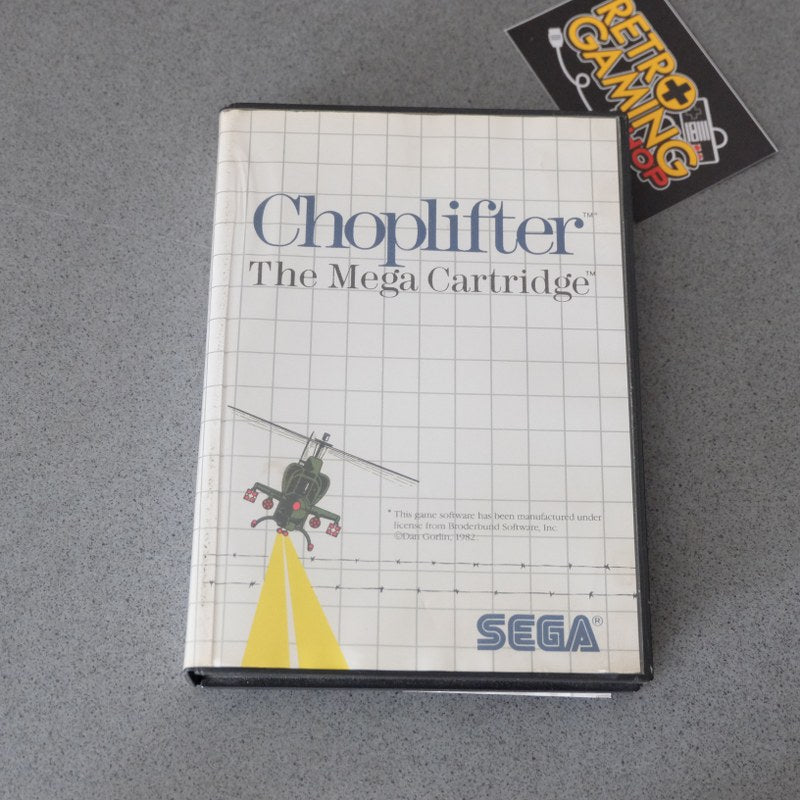 RETRO
GAMING
SHOP
Choplifter™
The Mega Cartridge™
* This game software has been manufactured under
license from Broderbund Software, Inc.
©Dan Gorlin, 1982.
SEGA®